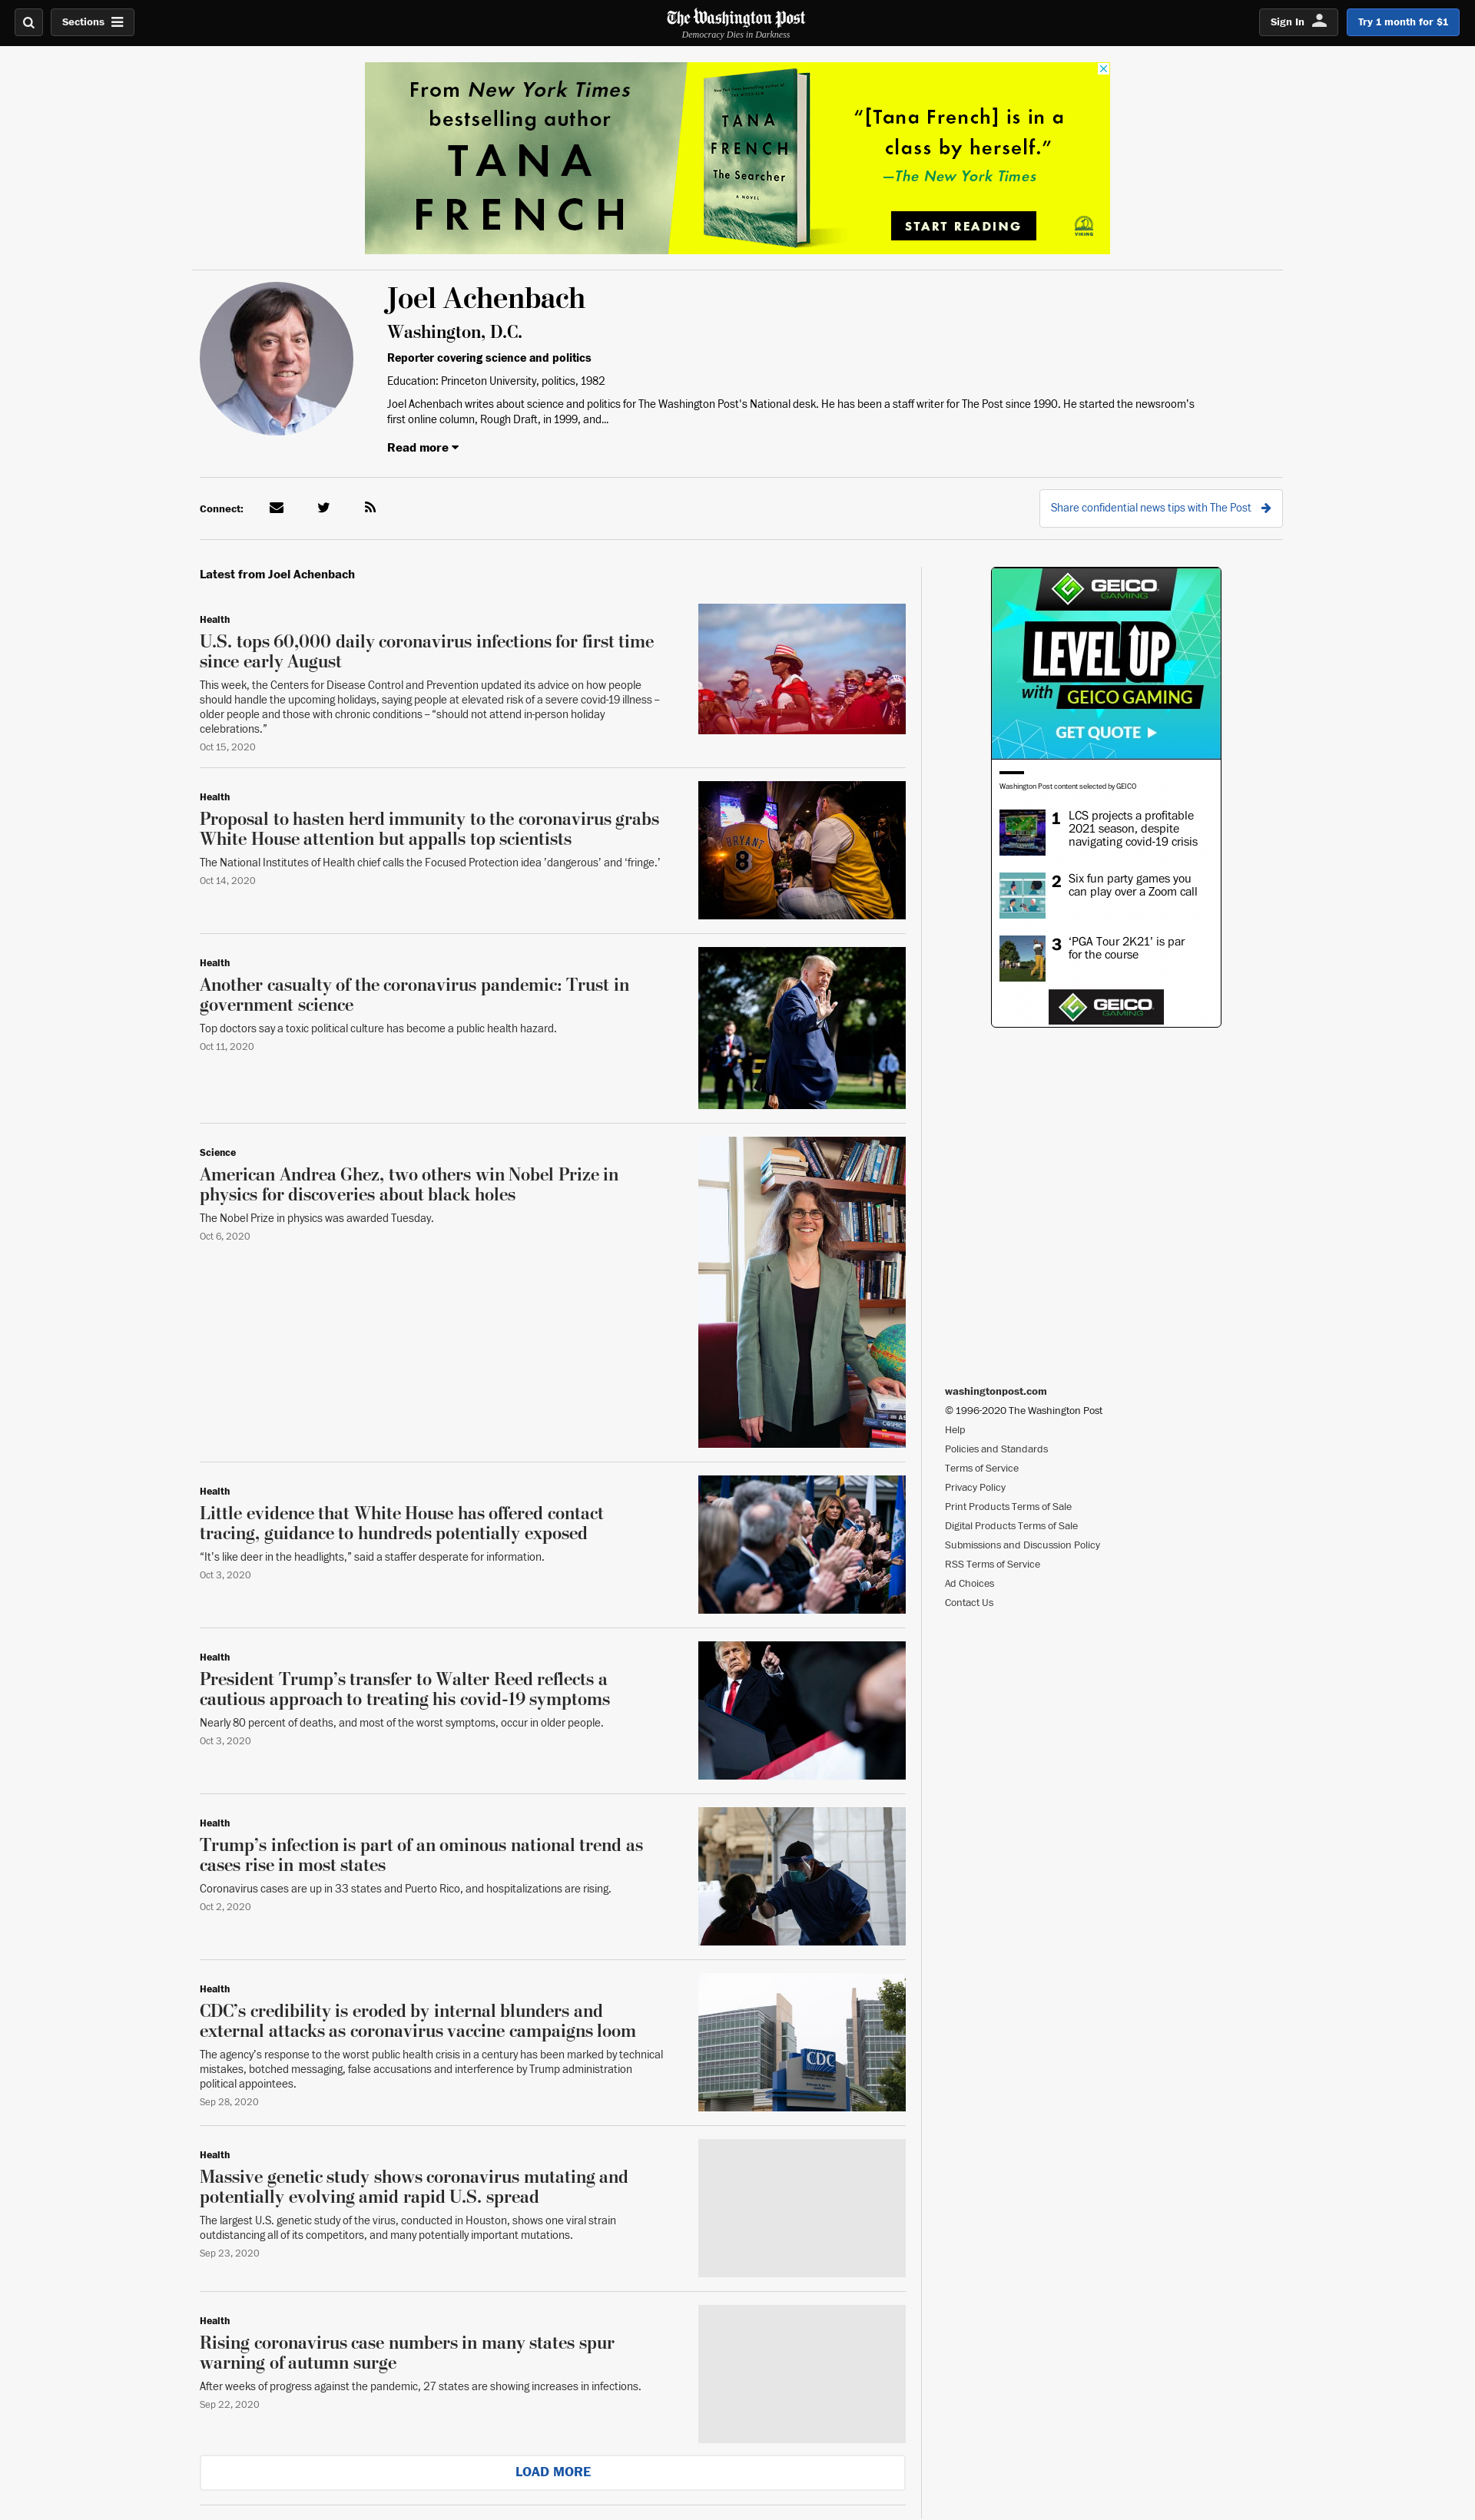 Sections
The Washington Post
Democracy Dies in Darkness
Sign In
Try 1 month for $1
From New York Times
bestselling author
TANA
FRENCH
New York Times bestselling author of
TANA
FRENCH
The Searcher
A NOVEL
“[Tana French] is in a
class by herself.”
—The New York Times
START READING
VIKING
Joel Achenbach
Washington, D.C.
Reporter covering science and politics
Education: Princeton University, politics, 1982
Joel Achenbach writes about science and politics for The Washington Post's National desk. He has been a staff writer for The Post since 1990. He started the newsroom's
first online column, Rough Draft, in 1999, and...
Read more
Connect:
Share confidential news tips with The Post
Latest from Joel Achenbach
Health
U.S. tops 60,000 daily coronavirus infections for first time
since early August
This week, the Centers for Disease Control and Prevention updated its advice on how people
should handle the upcoming holidays, saying people at elevated risk of a severe covid-19 illness –
older people and those with chronic conditions – “should not attend in-person holiday
celebrations.”
Oct 15, 2020
Health
Proposal to hasten herd immunity to the coronavirus grabs
White House attention but appalls top scientists
The National Institutes of Health chief calls the Focused Protection idea 'dangerous' and ‘fringe.’
Oct 14, 2020
BRYANT
8
Health
Another casualty of the coronavirus pandemic: Trust in
government science
Top doctors say a toxic political culture has become a public health hazard.
Oct 11, 2020
Science
American Andrea Ghez, two others win Nobel Prize in
physics for discoveries about black holes
The Nobel Prize in physics was awarded Tuesday.
Oct 6, 2020
Health
Little evidence that White House has offered contact
tracing, guidance to hundreds potentially exposed
“It's like deer in the headlights,” said a staffer desperate for information.
Oct 3, 2020
Health
President Trump’s transfer to Walter Reed reflects a
cautious approach to treating his covid-19 symptoms
Nearly 80 percent of deaths, and most of the worst symptoms, occur in older people.
Oct 3, 2020
Health
Trump’s infection is part of an ominous national trend as
cases rise in most states
Coronavirus cases are up in 33 states and Puerto Rico, and hospitalizations are rising.
Oct 2, 2020
Health
CDC’s credibility is eroded by internal blunders and
external attacks as coronavirus vaccine campaigns loom
The agency’s response to the worst public health crisis in a century has been marked by technical
mistakes, botched messaging, false accusations and interference by Trump administration
political appointees.
Sep 28, 2020
CDC
Health
Massive genetic study shows coronavirus mutating and
potentially evolving amid rapid U.S. spread
The largest U.S. genetic study of the virus, conducted in Houston, shows one viral strain
outdistancing all of its competitors, and many potentially important mutations.
Sep 23, 2020
Health
Rising coronavirus case numbers in many states spur
warning of autumn surge
After weeks of progress against the pandemic, 27 states are showing increases in infections.
Sep 22, 2020
LOAD MORE
GEICO
GAMING
LEVEL UP
with GEICO GAMING
GET QUOTE
Washington Post content selected by GEICO
1 LCS projects a profitable
2021 season, despite
navigating covid-19 crisis
2 Six fun party games you
can play over a Zoom call
3 ‘PGA Tour 2K21’ is par
for the course
GEICO
GAMING
washingtonpost.com
© 1996-2020 The Washington Post
Help
Policies and Standards
Terms of Service
Privacy Policy
Print Products Terms of Sale
Digital Products Terms of Sale
Submissions and Discussion Policy
RSS Terms of Service
Ad Choices
Contact Us